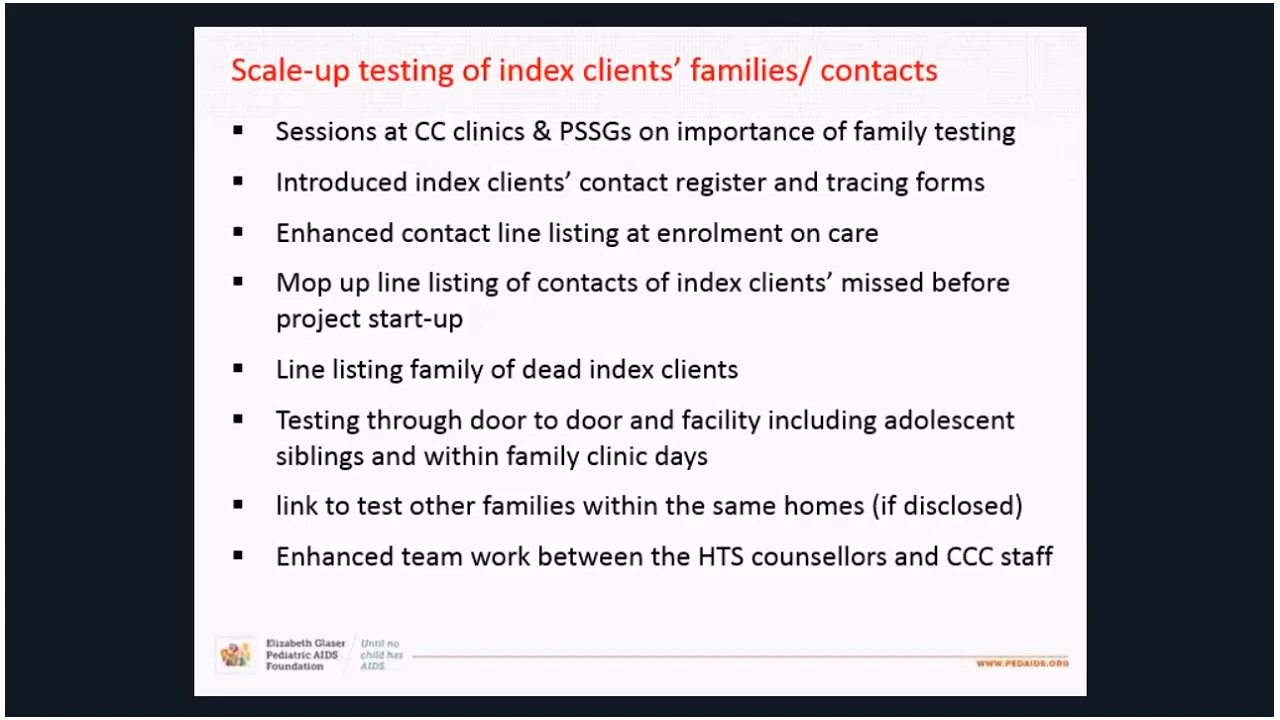 Scale-up testing of index clients’ families/ contacts
▪ Sessions at CC clinics & PSSGs on importance of family testing
▪ Introduced index clients’ contact register and tracing forms
▪ Enhanced contact line listing at enrolment on care
▪ Mop up line listing of contacts of index clients’ missed before
project start-up
▪ Line listing family of dead index clients
▪ Testing through door to door and facility including adolescent
siblings and within family clinic days
▪ link to test other families within the same homes (if disclosed)
▪ Enhanced team work between the HTS counsellors and CCC staff
Elizabeth Glaser
Pediatric AIDS
Foundation
Until no
child has
AIDS.
WWW.PEDAIDS.ORG